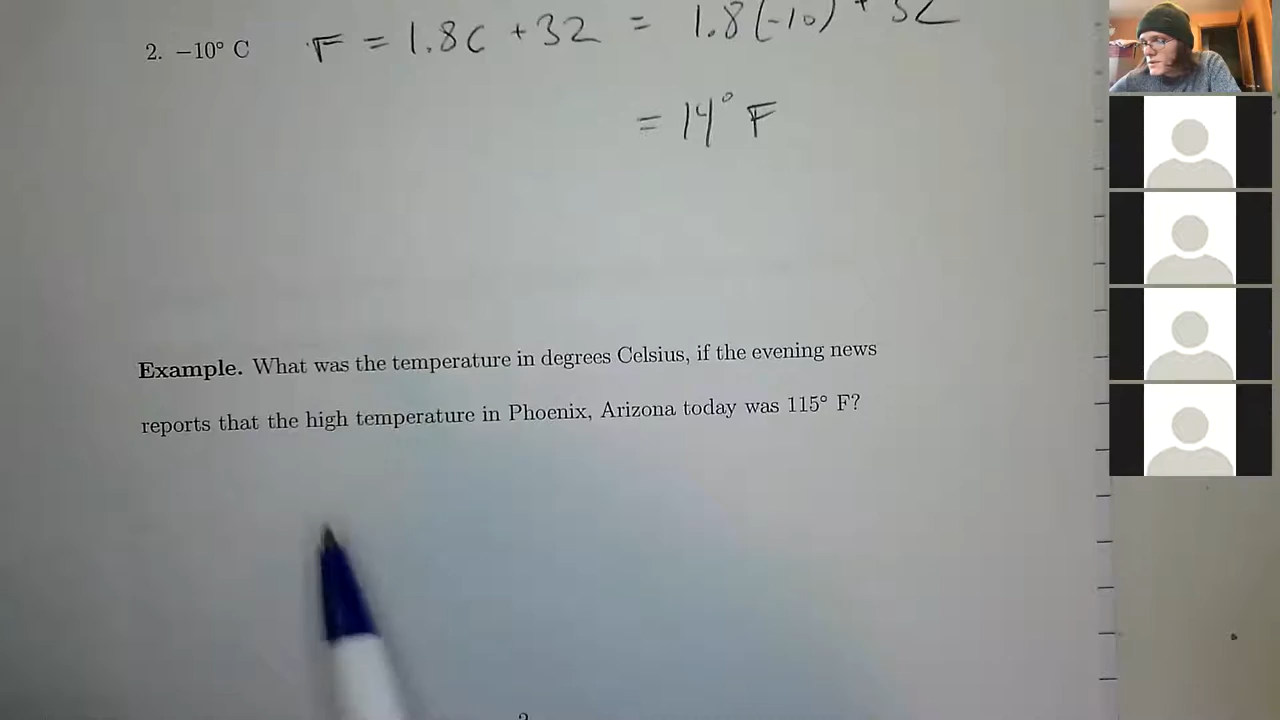 2. −10° C F = 1.8C + 32 = 1.8(-10) + 32
= 14° F
Example. What was the temperature in degrees Celsius, if the evening news
reports that the high temperature in Phoenix, Arizona today was 115° F?